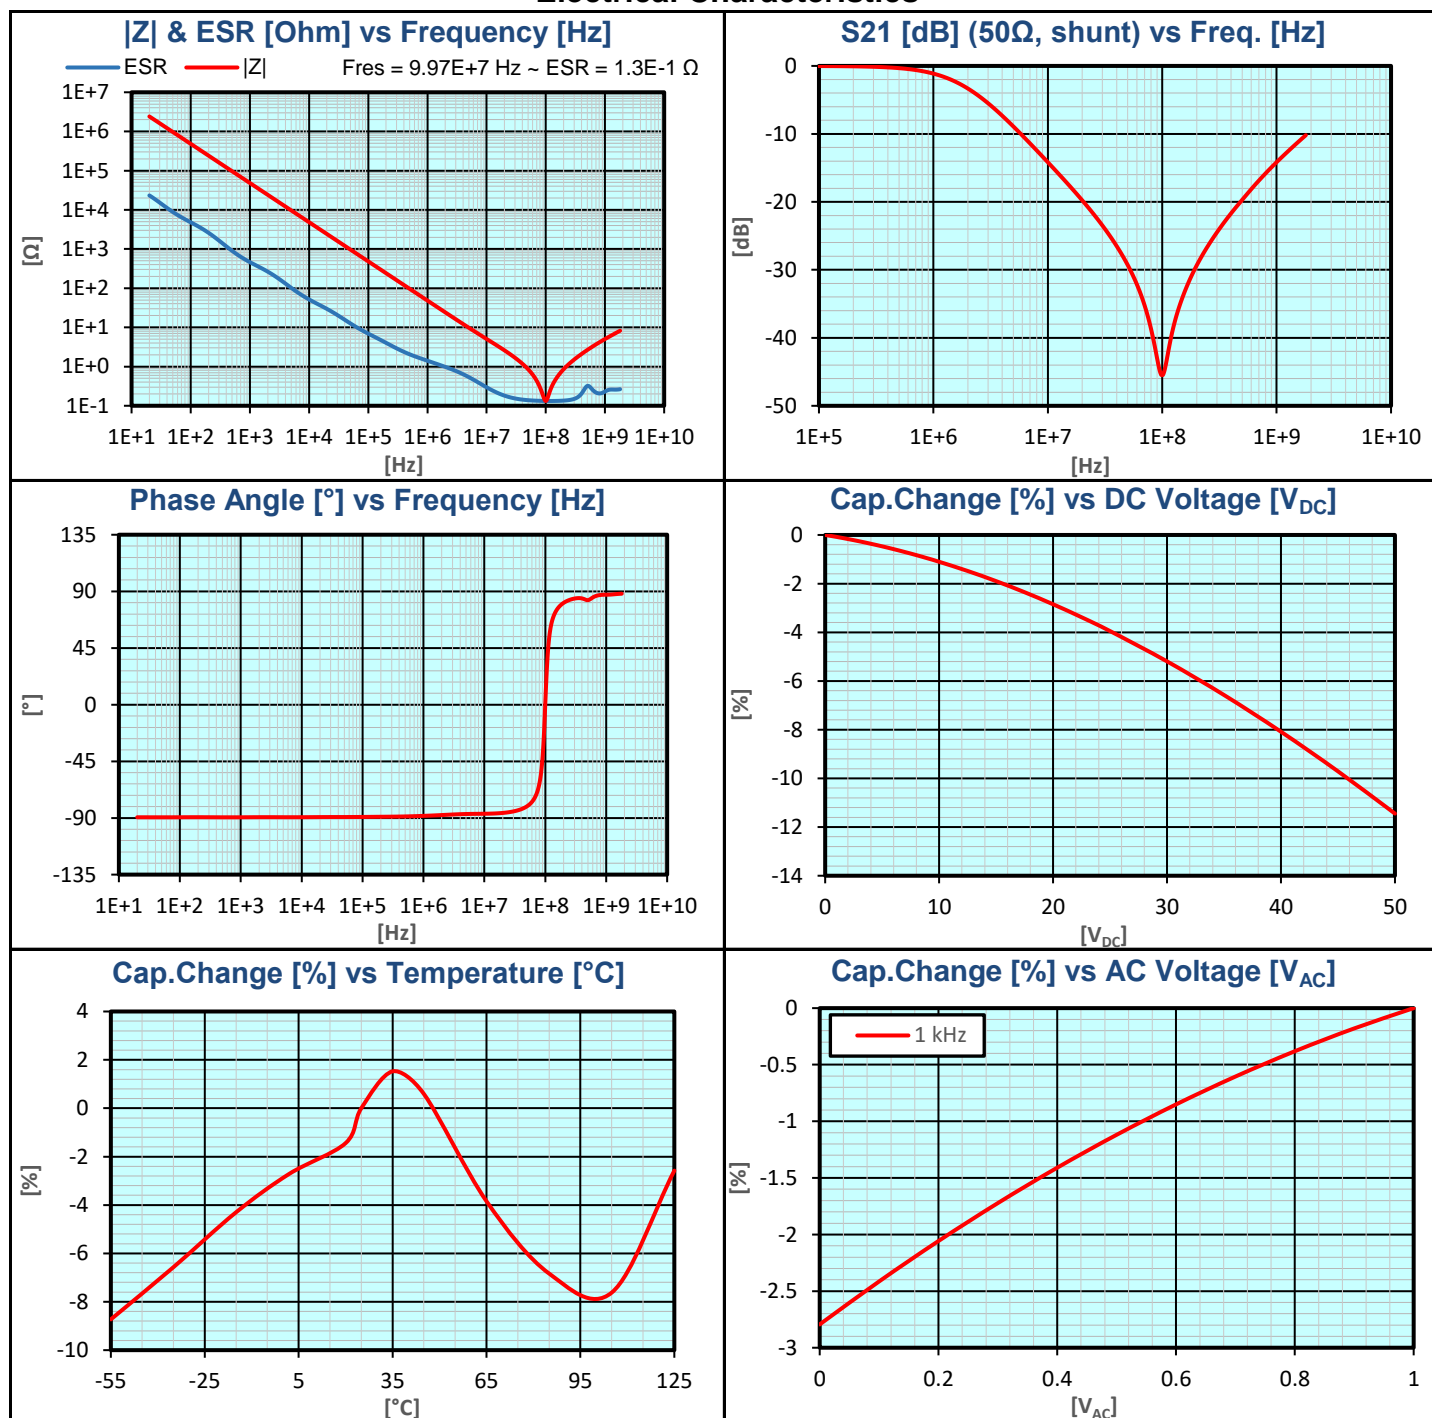 Electrical Characteristics
|Z| & ESR [Ohm] vs Frequency [Hz]
ESR |Z| Fres = 9.97E+7 Hz ~ ESR = 1.3E-1 Ω
1E+7
1E+6
1E+5
1E+4
1E+3
1E+2
1E+1
1E+0
1E-1
[Ω]
1E+1 1E+2 1E+3 1E+4 1E+5 1E+6 1E+7 1E+8 1E+9 1E+10
[Hz]
S21 [dB] (50Ω, shunt) vs Freq. [Hz]
0
-10
-20
-30
-40
-50
[dB]
1E+5 1E+6 1E+7 1E+8 1E+9 1E+10
[Hz]
Phase Angle [°] vs Frequency [Hz]
135
90
45
0
-45
-90
-135
[°]
1E+1 1E+2 1E+3 1E+4 1E+5 1E+6 1E+7 1E+8 1E+9 1E+10
[Hz]
Cap.Change [%] vs DC Voltage [VDC]
0
-2
-4
-6
-8
-10
-12
-14
[%]
0 10 20 30 40 50
[VDC]
Cap.Change [%] vs Temperature [°C]
4
2
0
-2
-4
-6
-8
-10
[%]
-55 -25 5 35 65 95 125
[°C]
Cap.Change [%] vs AC Voltage [VAC]
1 kHz
0
-0.5
-1
-1.5
-2
-2.5
-3
[%]
0 0.2 0.4 0.6 0.8 1
[VAC]